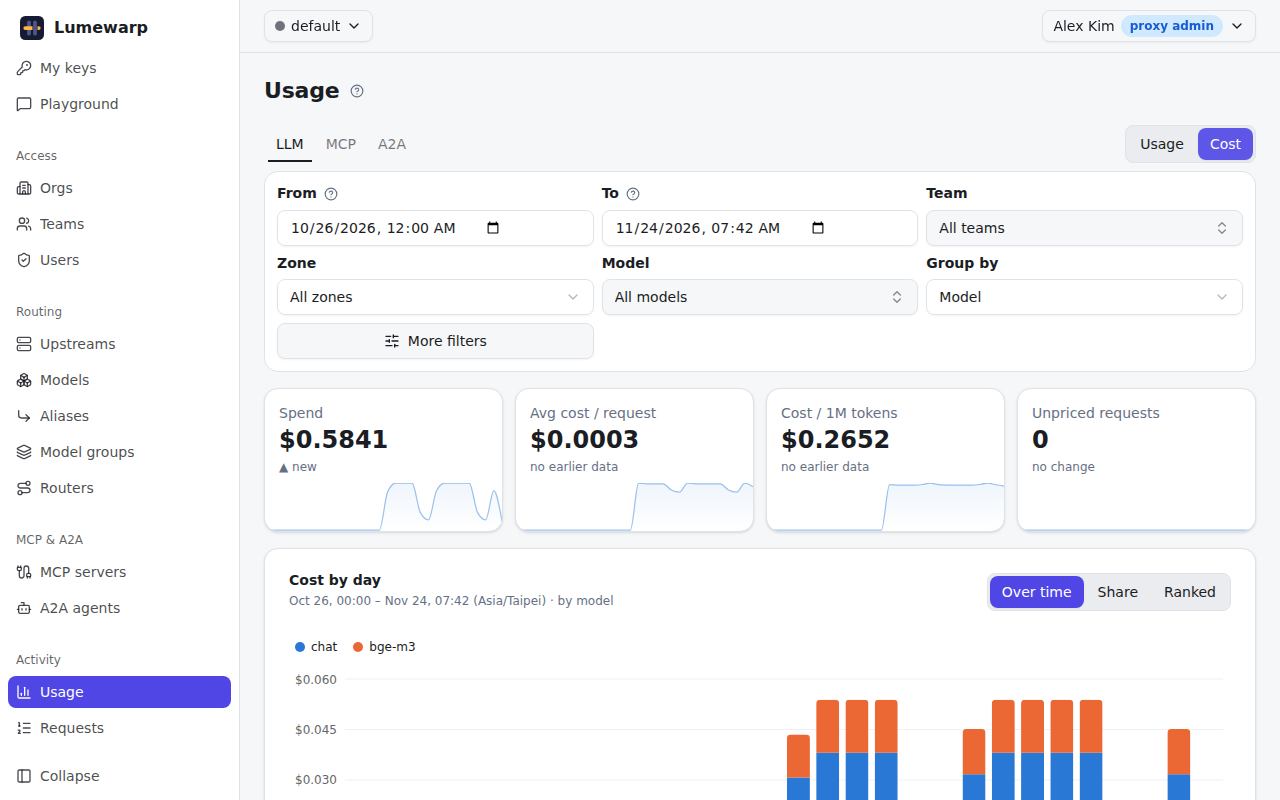 Lumewarp
default
Alex Kim proxy admin
My keys
Playground
Access
Orgs
Teams
Users
Routing
Upstreams
Models
Aliases
Model groups
Routers
MCP & A2A
MCP servers
A2A agents
Activity
Usage
Requests
Collapse
Usage
LLM MCP A2A
Usage Cost
From To Team
10/26/2026, 12:00 AM 11/24/2026, 07:42 AM All teams
Zone Model Group by
All zones All models Model
More filters
Spend
$0.5841
▲ new
Avg cost / request
$0.0003
no earlier data
Cost / 1M tokens
$0.2652
no earlier data
Unpriced requests
0
no change
Cost by day
Oct 26, 00:00 – Nov 24, 07:42 (Asia/Taipei) · by model
Over time Share Ranked
chat bge-m3
$0.060
$0.045
$0.030